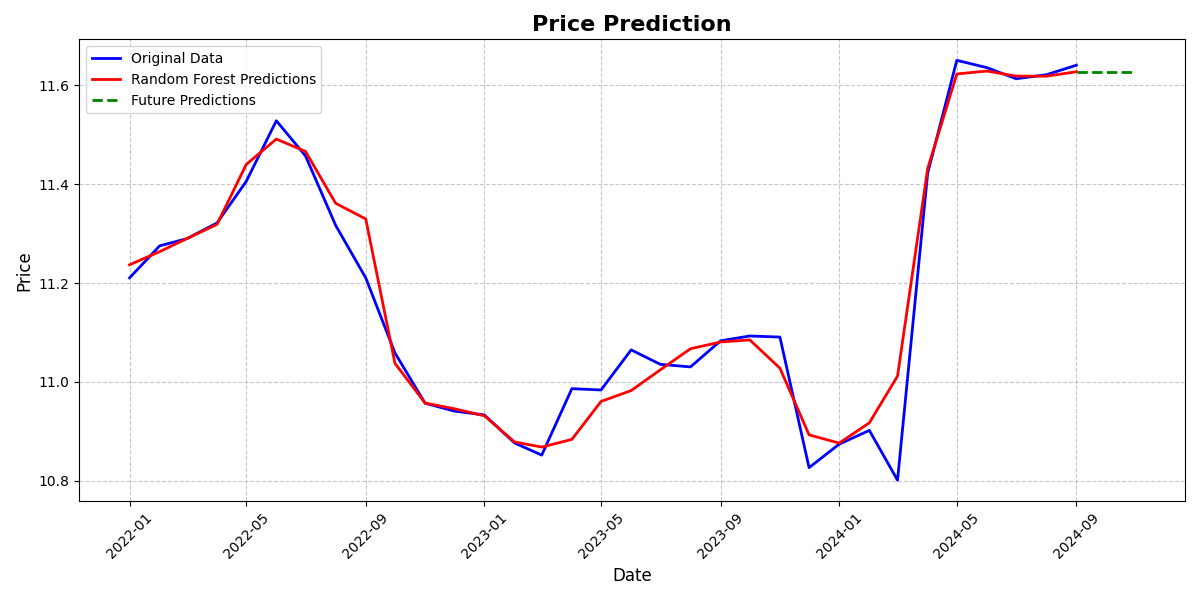 Price Prediction
Original Data
Random Forest Predictions
Future Predictions
Price
11.6
11.4
11.2
11.0
10.8
2022-01
2022-05
2022-09
2023-01
2023-05
2023-09
2024-01
2024-05
2024-09
Date